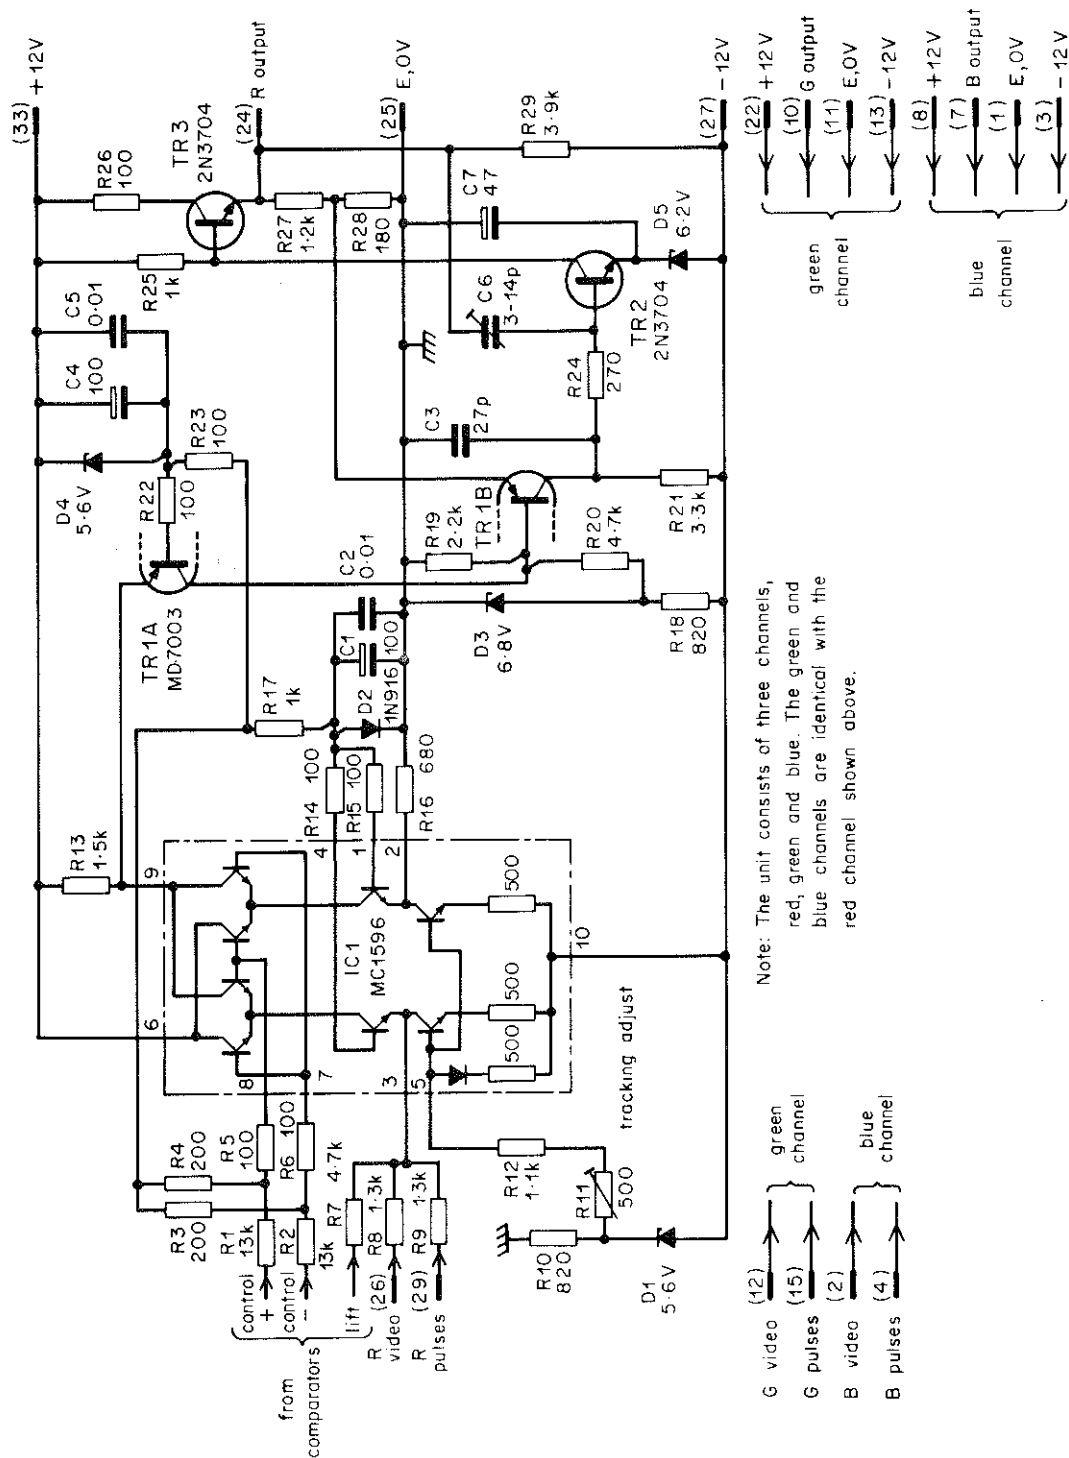 (33)
+12V
R26
100
TR3
2N3704
(24)
R output
R25
1k
C5
0·01
C4
100
D4
5·6V
R23
100
R22
100
TR1A
MD7003
R27
1·2k
R28
180
(25)
E,0V
C7
47
C6
3-14p
R29
3·9k
D5
6·2V
TR2
2N3704
R24
270
C3
27p
TR1B
R19
2·2k
R20
4·7k
R21
3·3k
R18
820
D3
6·8V
C2
0·01
C1
100
D2
1N916
R17
1k
R14
100
R15
100
R16
680
R13
1·5k
9
6
8
7
4
1
2
3
5
10
IC1
MC1596
500
500
500
(27)
-12V
R4
200
R3
200
R5
100
R6
100
R1
13k
R2
13k
R7
4·7k
R8
1·3k
R9
1·3k
control
+
control
-
lift
from
comparators
R
video
(26)
R
pulses
(29)
R12
1·1k
R11
500
tracking adjust
R10
820
D1
5·6V
(22)
+12V
(10)
G output
(11)
E,0V
(13)
-12V
green
channel
(8)
+12V
(7)
B output
(1)
E,0V
(3)
-12V
blue
channel
G video
(12)
G pulses
(15)
green
channel
B video
(2)
B pulses
(4)
blue
channel
Note: The unit consists of three channels,
red, green and blue. The green and
blue channels are identical with the
red channel shown above.